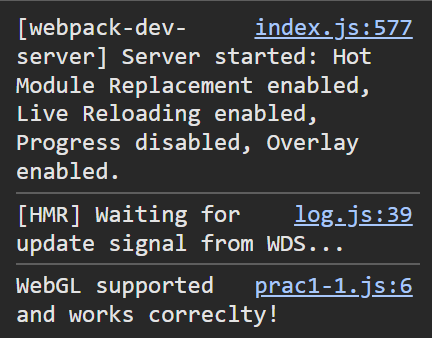 [webpack-dev- index.js:577
server] Server started: Hot
Module Replacement enabled,
Live Reloading enabled,
Progress disabled, Overlay
enabled.
[HMR] Waiting for log.js:39
update signal from WDS...
WebGL supported prac1-1.js:6
and works correclty!